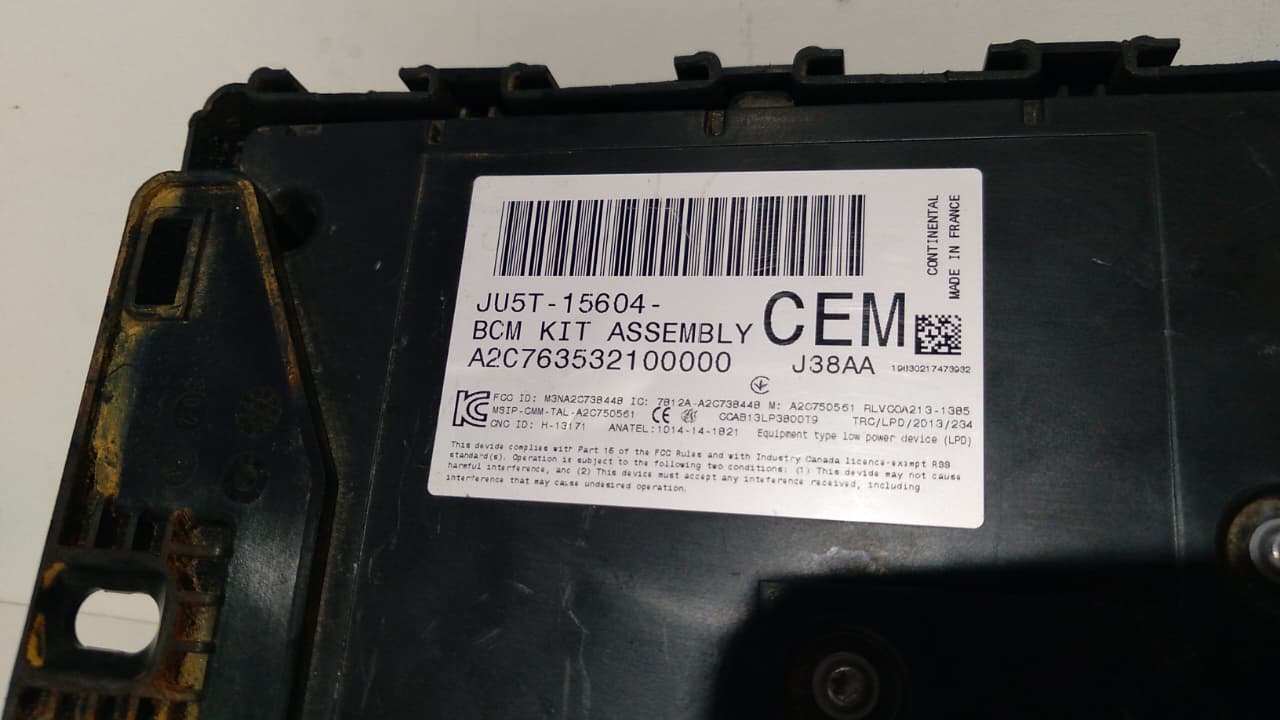 CONTINENTAL
MADE IN FRANCE
JU5T-15604-
BCM KIT ASSEMBLY
CEM
A2C763532100000
J38AA
FCC ID: M3NA2C73844B IC: 7812A-A2C73844B M: A2C750561 RLVCOA213-1385
MSIP-CMM-TAL-A2C750561 CE CCAB13LP3800T9 TRC/LPD/2013/234
CNC ID: H-13171 ANATEL:1014-14-1821 Equipment type low power device (LPD)
This device complies with Part 15 of the FCC Rules and with Industry Canada licence-exempt RSS
standard(s). Operation is subject to the following two conditions: (1) This device may not cause
harmful interference, and (2) This device must accept any interference received, including
interference that may cause undesired operation.